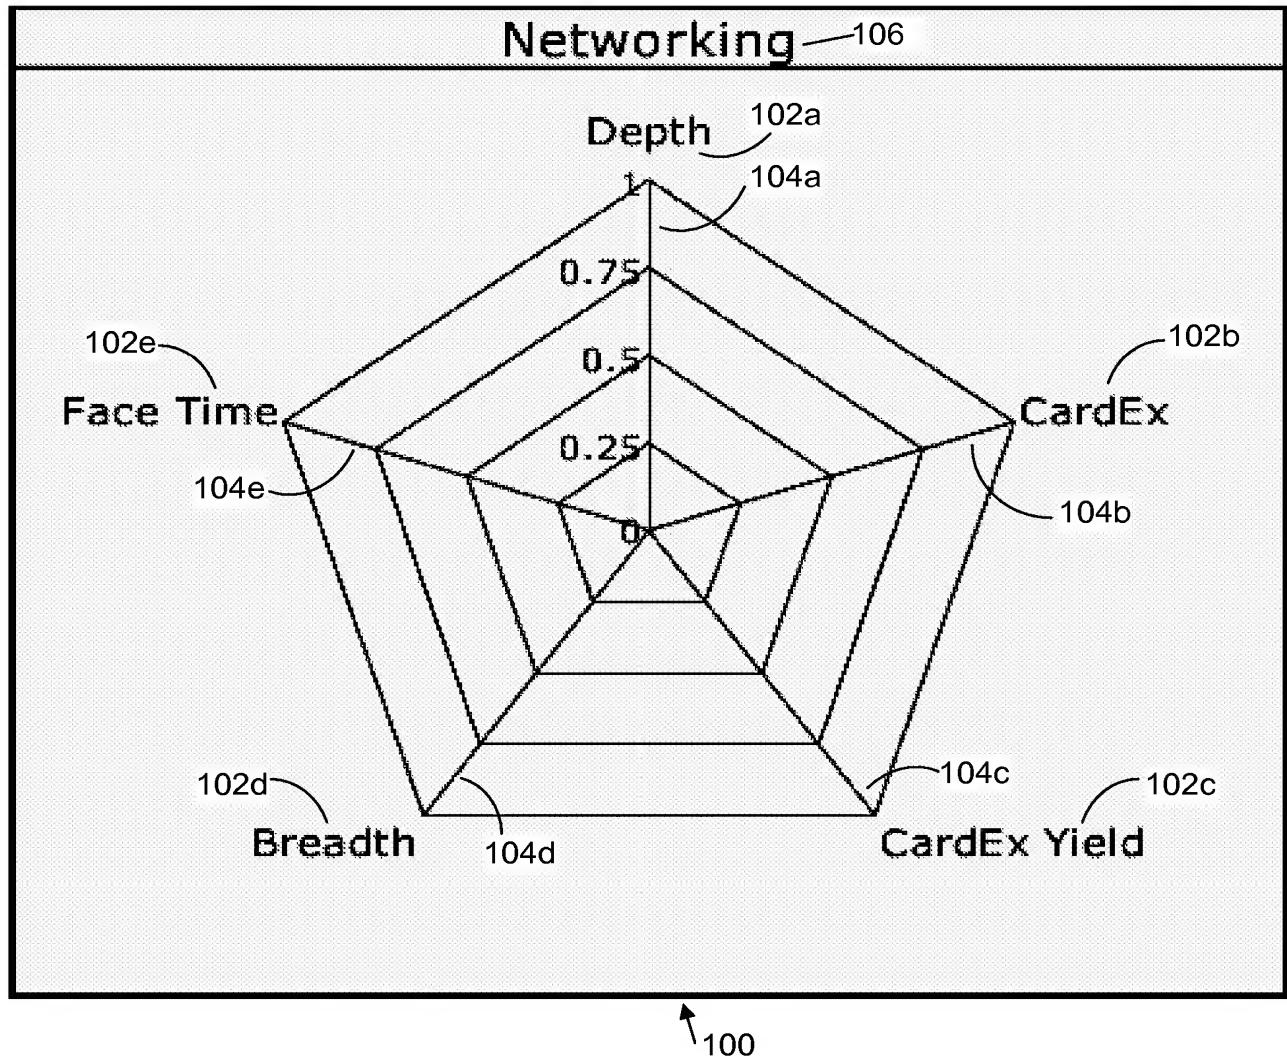 Networking 106
Depth 102a
1 104a
0.75
102e 0.5 102b
Face Time CardEx
0.25
104e 104b
0
102d 104c 102c
Breadth 104d CardEx Yield
100